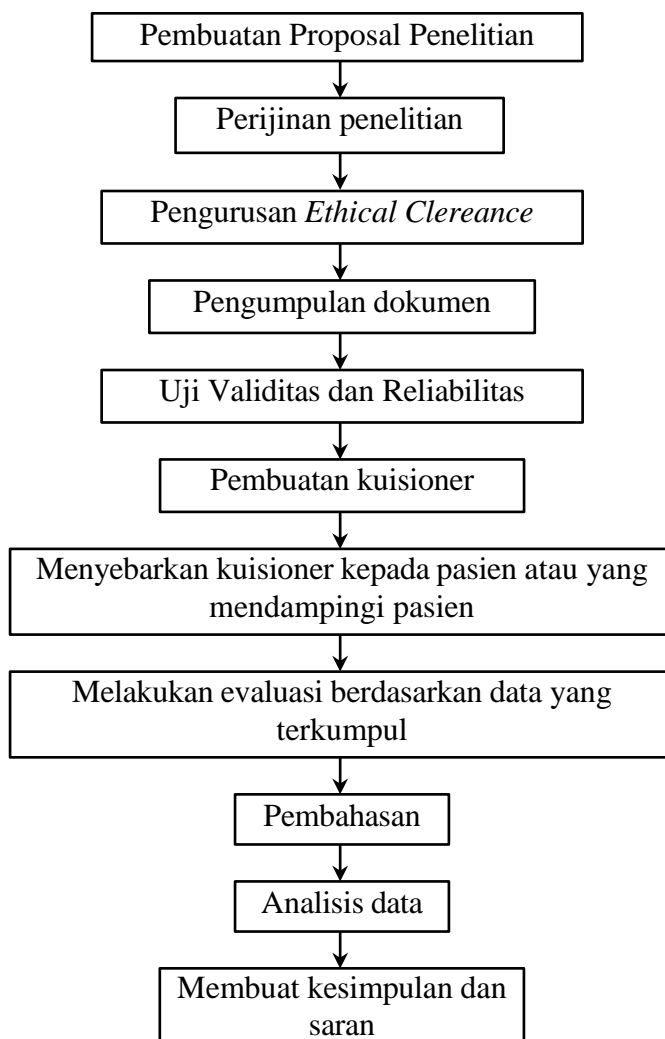 Pembuatan Proposal Penelitian
Perijinan penelitian
Pengurusan Ethical Clereance
Pengumpulan dokumen
Uji Validitas dan Reliabilitas
Pembuatan kuisioner
Menyebarkan kuisioner kepada pasien atau yang
mendampingi pasien
Melakukan evaluasi berdasarkan data yang
terkumpul
Pembahasan
Analisis data
Membuat kesimpulan dan
saran